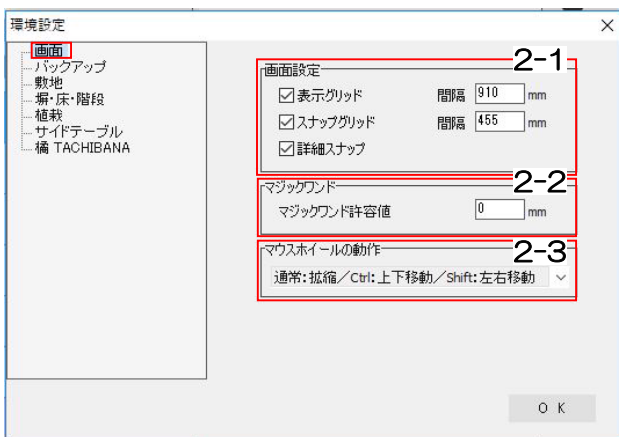 環境設定
画面
バックアップ
敷地
塀・床・階段
植栽
サイドテーブル
橘 TACHIBANA
2-1
画面設定
表示グリッド 間隔 910 mm
スナップグリッド 間隔 455 mm
詳細スナップ
2-2
マジックワンド
マジックワンド許容値 0 mm
2-3
マウスホイールの動作
通常:拡縮/Ctrl:上下移動/Shift:左右移動
O K